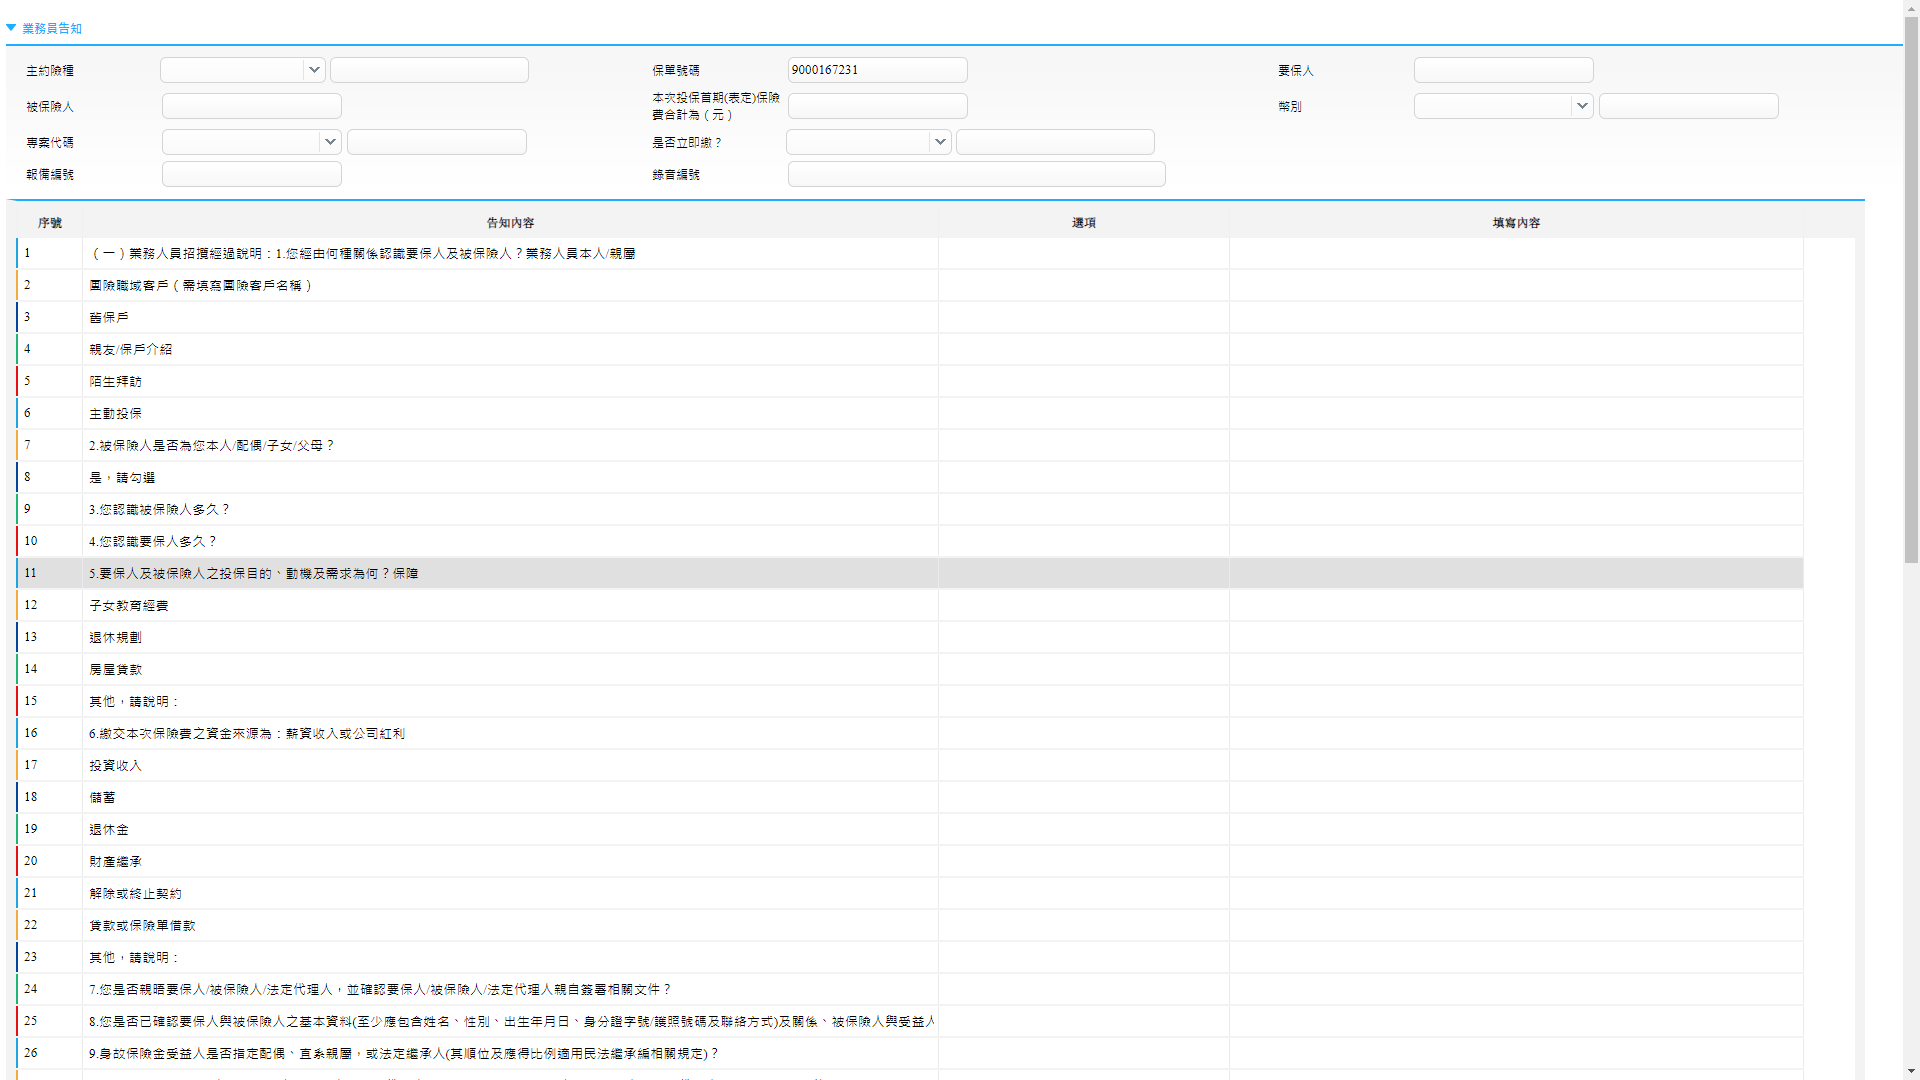 業務員告知
主約險種 保單號碼 9000167231 要保人
被保險人 本次投保首期(表定)保險費合計為（元） 幣別
專案代碼 是否立即繳？
報備編號 錄音編號
序號 告知內容 選項 填寫內容
1 （一）業務人員招攬經過說明：1.您經由何種關係認識要保人及被保險人？業務人員本人/親屬
2 團險職域客戶（需填寫團險客戶名稱）
3 舊保戶
4 親友/保戶介紹
5 陌生拜訪
6 主動投保
7 2.被保險人是否為您本人/配偶/子女/父母？
8 是，請勾選
9 3.您認識被保險人多久？
10 4.您認識要保人多久？
11 5.要保人及被保險人之投保目的、動機及需求為何？保障
12 子女教育經費
13 退休規劃
14 房屋貸款
15 其他，請說明：
16 6.繳交本次保險費之資金來源為：薪資收入或公司紅利
17 投資收入
18 儲蓄
19 退休金
20 財產繼承
21 解除或終止契約
22 貸款或保險單借款
23 其他，請說明：
24 7.您是否親晤要保人/被保險人/法定代理人，並確認要保人/被保險人/法定代理人親自簽署相關文件？
25 8.您是否已確認要保人與被保險人之基本資料(至少應包含姓名、性別、出生年月日、身分證字號/護照號碼及聯絡方式)及關係、被保險人與受益人
26 9.身故保險金受益人是否指定配偶、直系親屬，或法定繼承人(其順位及應得比例適用民法繼承編相關規定)？